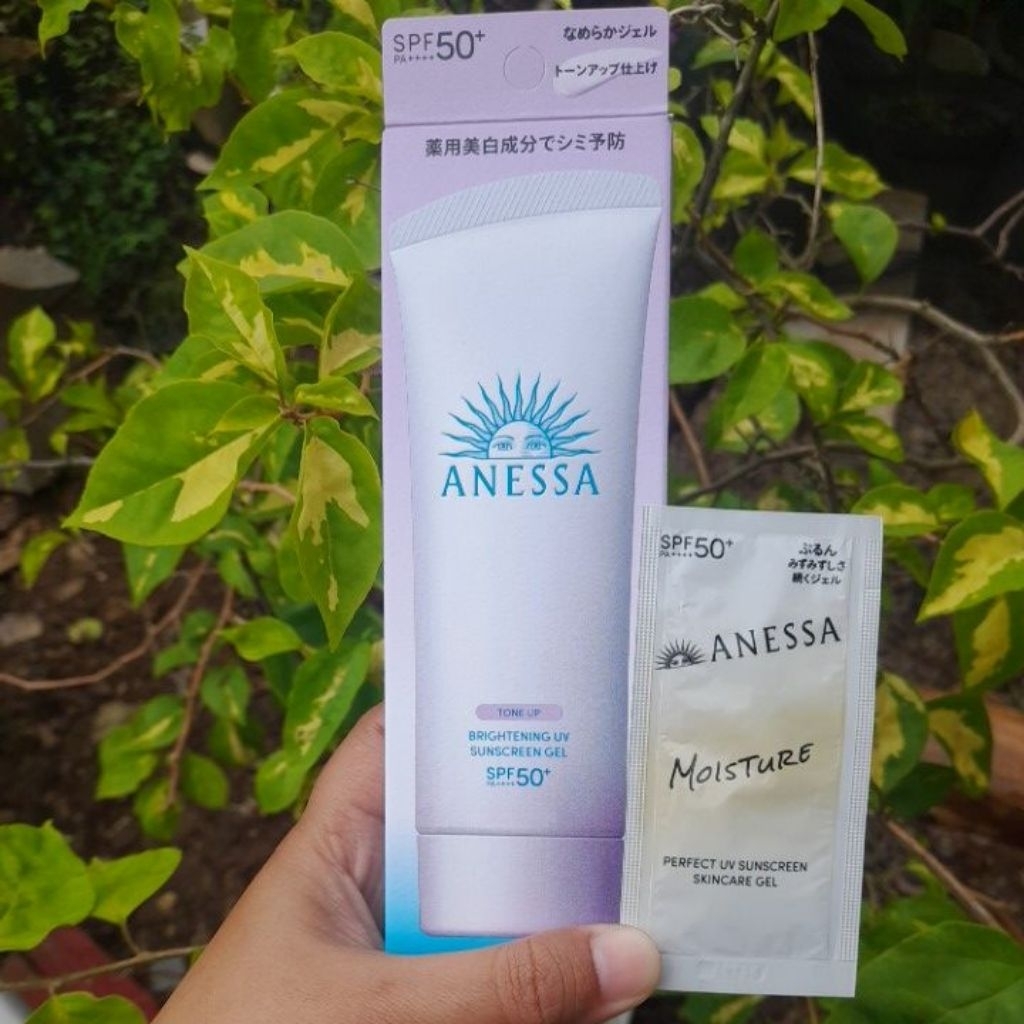 SPF50+
PA++++
なめらかジェル
トーンアップ仕上げ
薬用美白成分でシミ予防
ANESSA
TONE UP
BRIGHTENING UV
SUNSCREEN GEL
SPF50+
PA++++
SPF50+
PA++++
ぷるん
みずみずしさ
続くジェル
ANESSA
MOISTURE
PERFECT UV SUNSCREEN
SKINCARE GEL